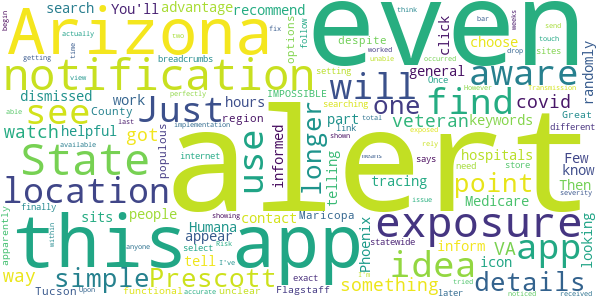 search You'll advantage recommend begin think bar weeks send
Arizona even
despite options follow touch sites drop
actually too fix click
breadcrumbs getting view worked unable occurred
notification aware choose
setting Once time perfectly However Transmission
dismissed work hours IMPOSSIBLE general different randomly
see Just will one find covid
County region searching total
watch helpful got use longer part veteran keywords Great
able implementation link shown exposed rely
State populous informed telling tracing hospitals Few
available last internet says means need store know
location alert point Medicare Then
exposure
finally sits people contact Maricopa issue
apparently showing Humana Phoenix statewide
this app idea inform VA app looking
appear select Risk anyone within icon
way simple Prescott tell something details
Tucson Upon functional accurate I've unclear exact Flagstaff later tried noticed received severity